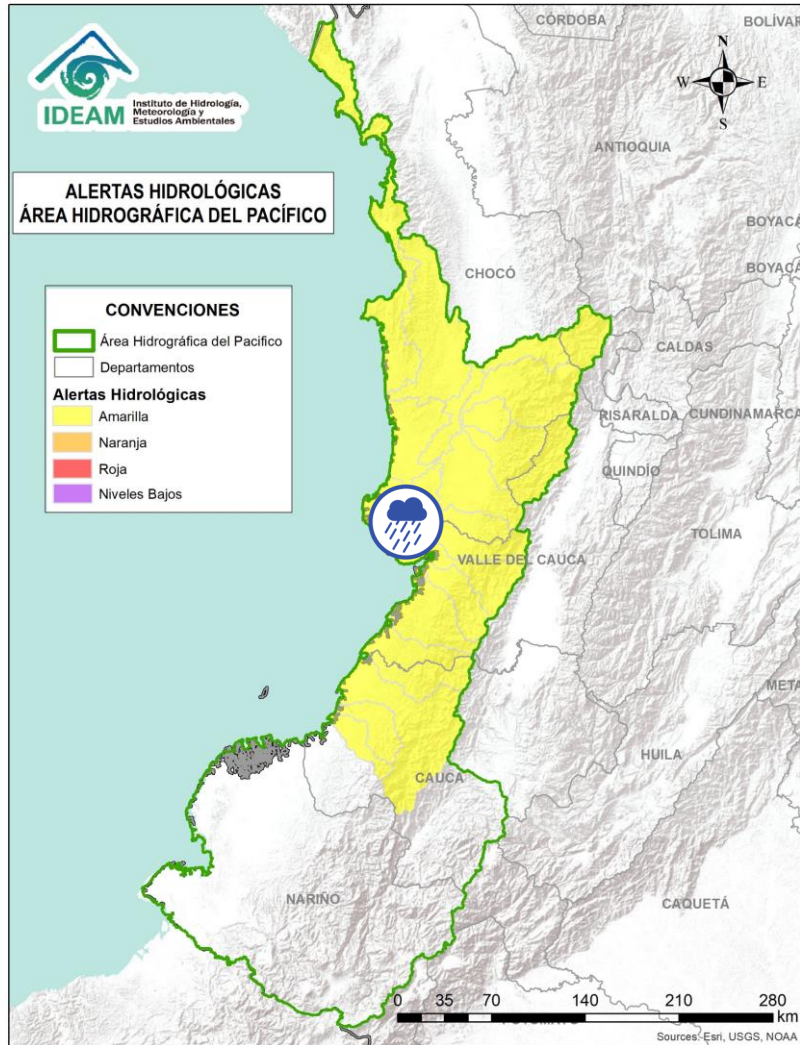 CÓRDOBA
BOLÍVAR
N
W E
S
IDEAM
Instituto de Hidrología,
Meteorología y
Estudios Ambientales
ANTIOQUIA
ALERTAS HIDROLÓGICAS
ÁREA HIDROGRÁFICA DEL PACÍFICO
BOYACÁ
BOYACÁ
CHOCÓ
CONVENCIONES
Área Hidrográfica del Pacifico
Departamentos
Alertas Hidrológicas
Amarilla
Naranja
Roja
Niveles Bajos
CALDAS
RISARALDA
CUNDINAMARCA
QUINDÍO
TOLIMA
VALLE DEL CAUCA
META
HUILA
CAUCA
NARIÑO
CAQUETÁ
0 35 70 140 210 280
km
Sources: Esri, USGS, NOAA